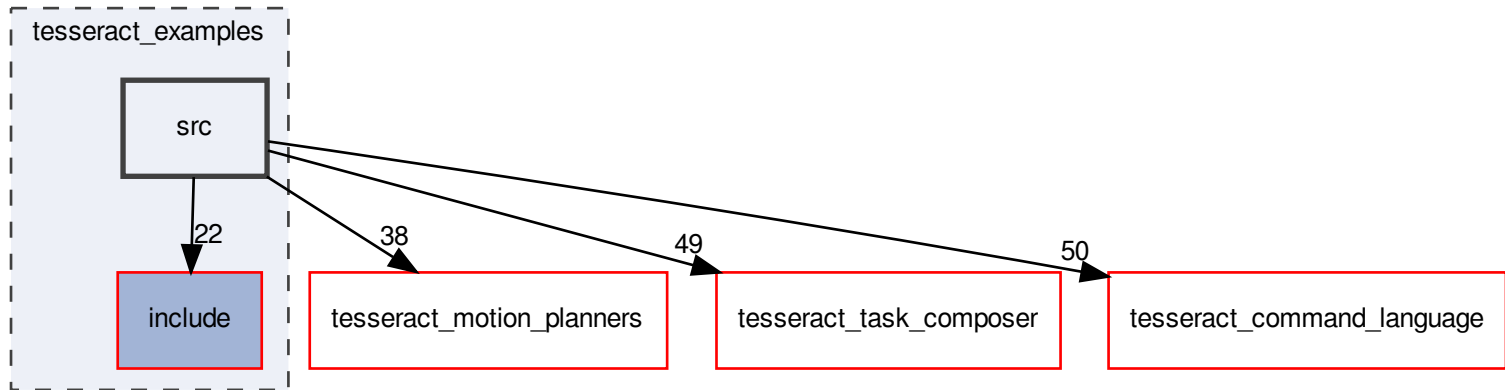 tesseract_examples
src
22
38
49
50
include
tesseract_motion_planners
tesseract_task_composer
tesseract_command_language